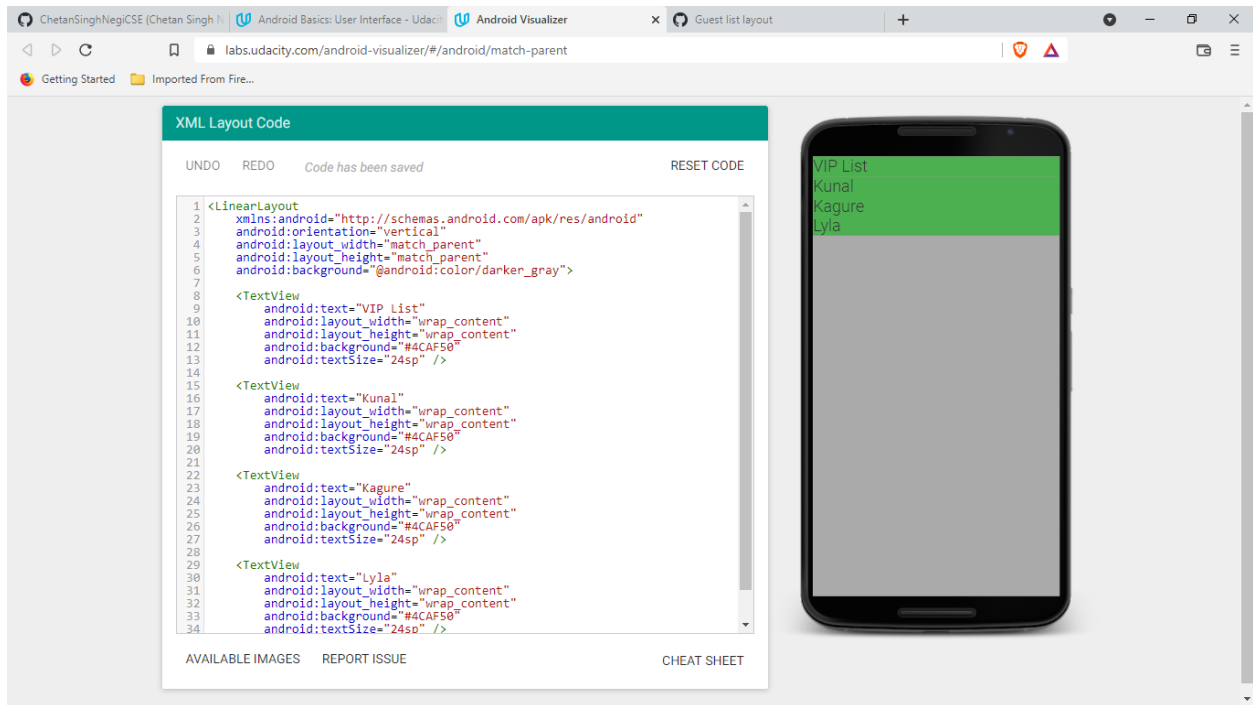 ChetanSinghNegiCSE (Chetan Singh N
Android Basics: User Interface - Udacit
Android Visualizer
Guest list layout
labs.udacity.com/android-visualizer/#/android/match-parent
Getting Started
Imported From Fire...
XML Layout Code
UNDO REDO Code has been saved RESET CODE
1 <LinearLayout
2 xmlns:android="http://schemas.android.com/apk/res/android"
3 android:orientation="vertical"
4 android:layout_width="match_parent"
5 android:layout_height="match_parent"
6 android:background="@android:color/darker_gray">
7
8 <TextView
9 android:text="VIP List"
10 android:layout_width="wrap_content"
11 android:layout_height="wrap_content"
12 android:background="#4CAF50"
13 android:textSize="24sp" />
14
15 <TextView
16 android:text="Kunal"
17 android:layout_width="wrap_content"
18 android:layout_height="wrap_content"
19 android:background="#4CAF50"
20 android:textSize="24sp" />
21
22 <TextView
23 android:text="Kagure"
24 android:layout_width="wrap_content"
25 android:layout_height="wrap_content"
26 android:background="#4CAF50"
27 android:textSize="24sp" />
28
29 <TextView
30 android:text="Lyla"
31 android:layout_width="wrap_content"
32 android:layout_height="wrap_content"
33 android:background="#4CAF50"
34 android:textSize="24sp" />
AVAILABLE IMAGES REPORT ISSUE CHEAT SHEET
VIP List
Kunal
Kagure
Lyla